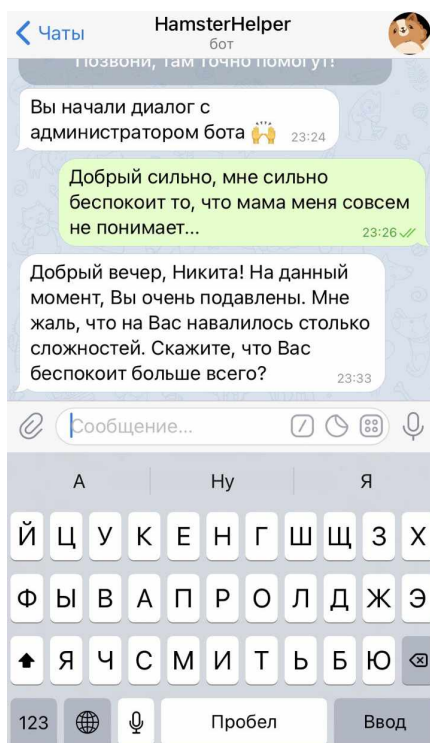 Чаты
HamsterHelper
бот
Позвони, там точно помогут!
Вы начали диалог с
администратором бота 🙌 23:24
Добрый сильно, мне сильно
беспокоит то, что мама меня совсем
не понимает...
23:26
Добрый вечер, Никита! На данный
момент, Вы очень подавлены. Мне
жаль, что на Вас навалилось столько
сложностей. Скажите, что Вас
беспокоит больше всего?
23:33
Сообщение...
А Ну Я
Й Ц У К Е Н Г Ш Щ З Х
Ф Ы В А П Р О Л Д Ж Э
Я Ч С М И Т Ь Б Ю
123 Пробел Ввод